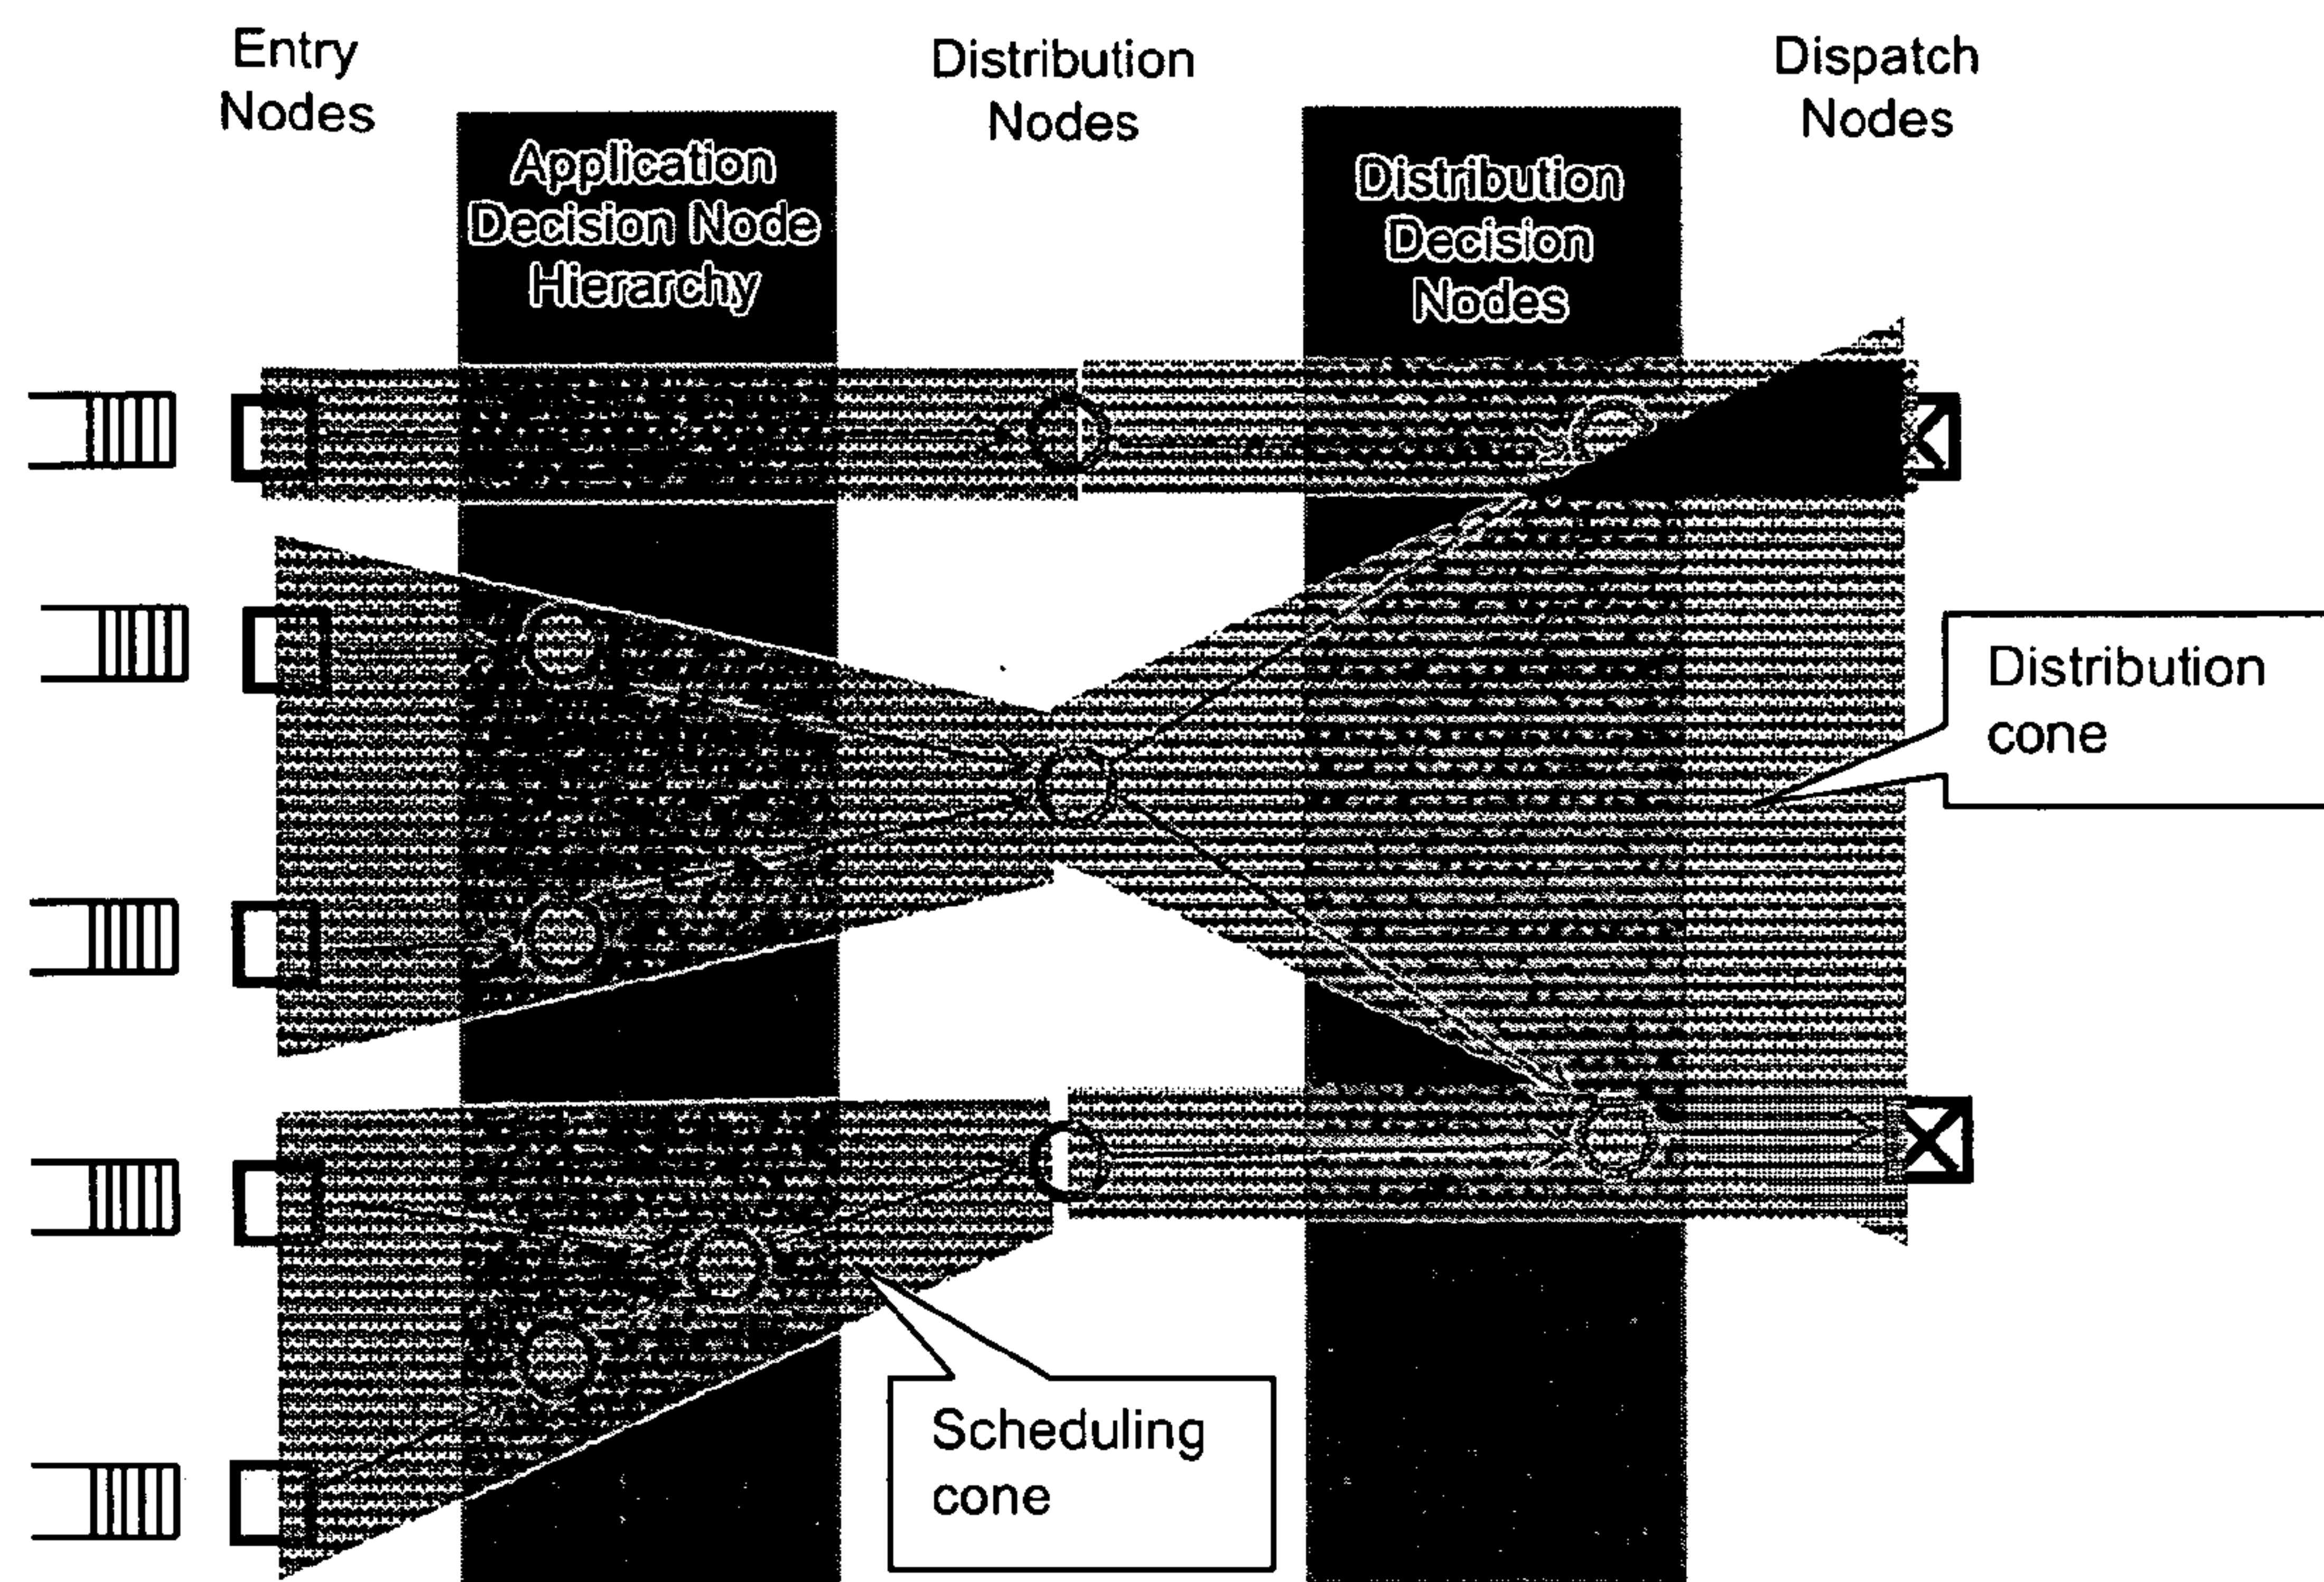 Entry
Nodes
Application
Decision Node
Hierarchy
Distribution
Nodes
Distribution
Decision
Nodes
Dispatch
Nodes
Distribution
cone
Scheduling
cone